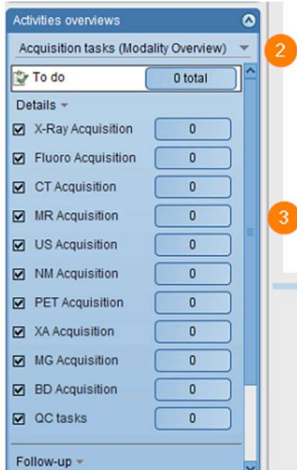 Activities overviews
Acquisition tasks (Modality Overview)
2
To do 0 total
Details
X-Ray Acquisition 0
Fluoro Acquisition 0
CT Acquisition 0
MR Acquisition 0
3
US Acquisition 0
NM Acquisition 0
PET Acquisition 0
XA Acquisition 0
MG Acquisition 0
BD Acquisition 0
QC tasks 0
Follow-up